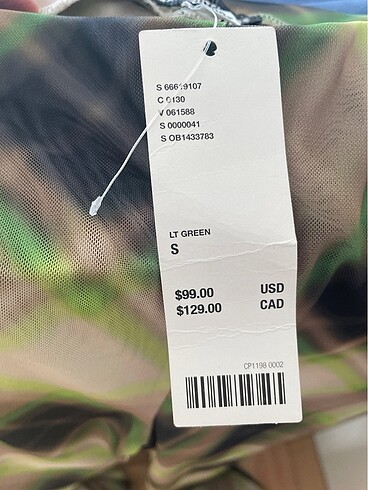 C 0130
V 061588
S 0000041
S OB1433783
LT GREEN
S
$99.00 USD
$129.00 CAD
CP1198 0002